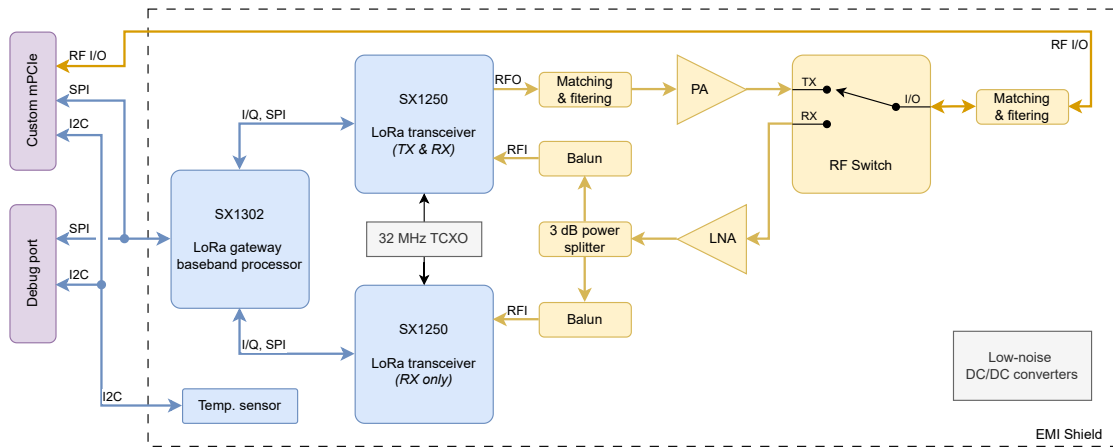 RF I/O
RF I/O
Custom mPCIe
SPI
I2C
SX1250
LoRa transceiver
(TX & RX)
RFO
Matching
& fitering
PA
TX
RX
I/O
RF Switch
Matching
& fitering
I/Q, SPI
RFI
Balun
SX1302
LoRa gateway
baseband processor
32 MHz TCXO
3 dB power
splitter
LNA
Debug port
SPI
I2C
SX1250
LoRa transceiver
(RX only)
RFI
Balun
I/Q, SPI
Low-noise
DC/DC converters
I2C
Temp. sensor
EMI Shield